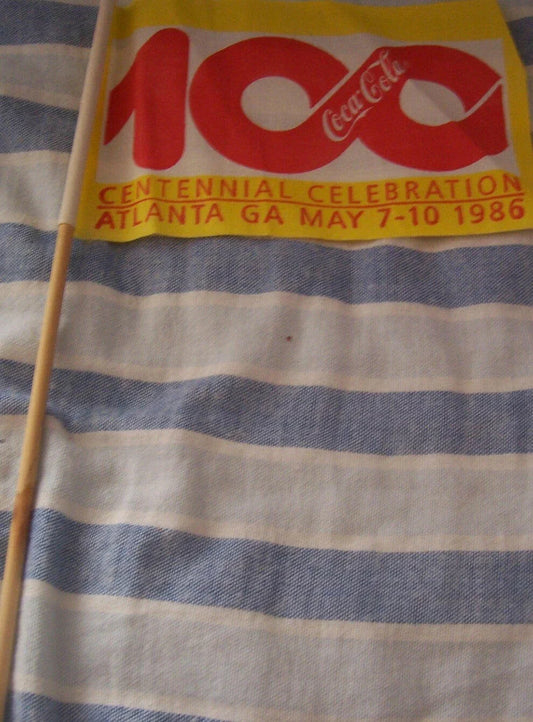 100
Coca-Cola
CENTENNIAL CELEBRATION
ATLANTA GA MAY 7-10 1986